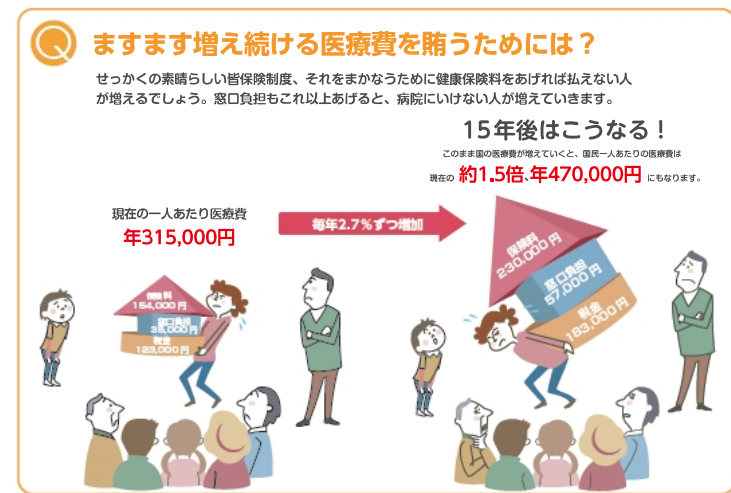 Q ますます増え続ける医療費を賄うためには？
せっかくの素晴らしい皆保険制度、それをまかなうために健康保険料をあげれば払えない人
が増えるでしょう。窓口負担もこれ以上あげると、病院にいけない人が増えていきます。
15年後はこうなる！
このまま国の医療費が増えていくと、国民一人あたりの医療費は
現在の 約1.5倍、年470,000円 にもなります。
現在の一人あたり医療費
年315,000円
毎年2.7％ずつ増加
保険料
154,000円
窓口負担
38,000円
税金
123,000円
保険料
230,000円
窓口負担
57,000円
税金
183,000円